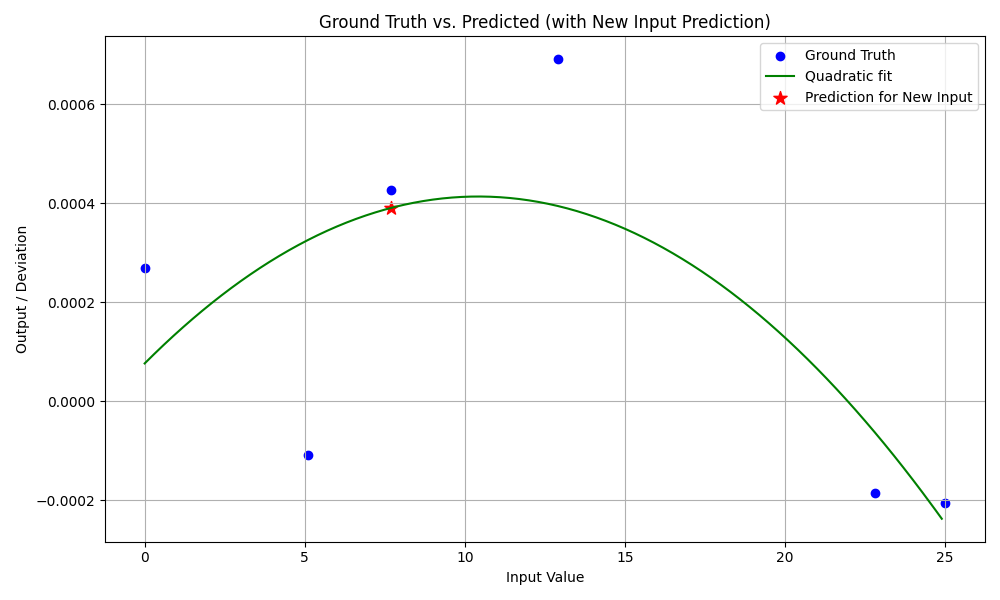 Ground Truth vs. Predicted (with New Input Prediction)
Ground Truth
Quadratic fit
Prediction for New Input
0.0006
0.0004
0.0002
0.0000
−0.0002
Output / Deviation
0 5 10 15 20 25
Input Value